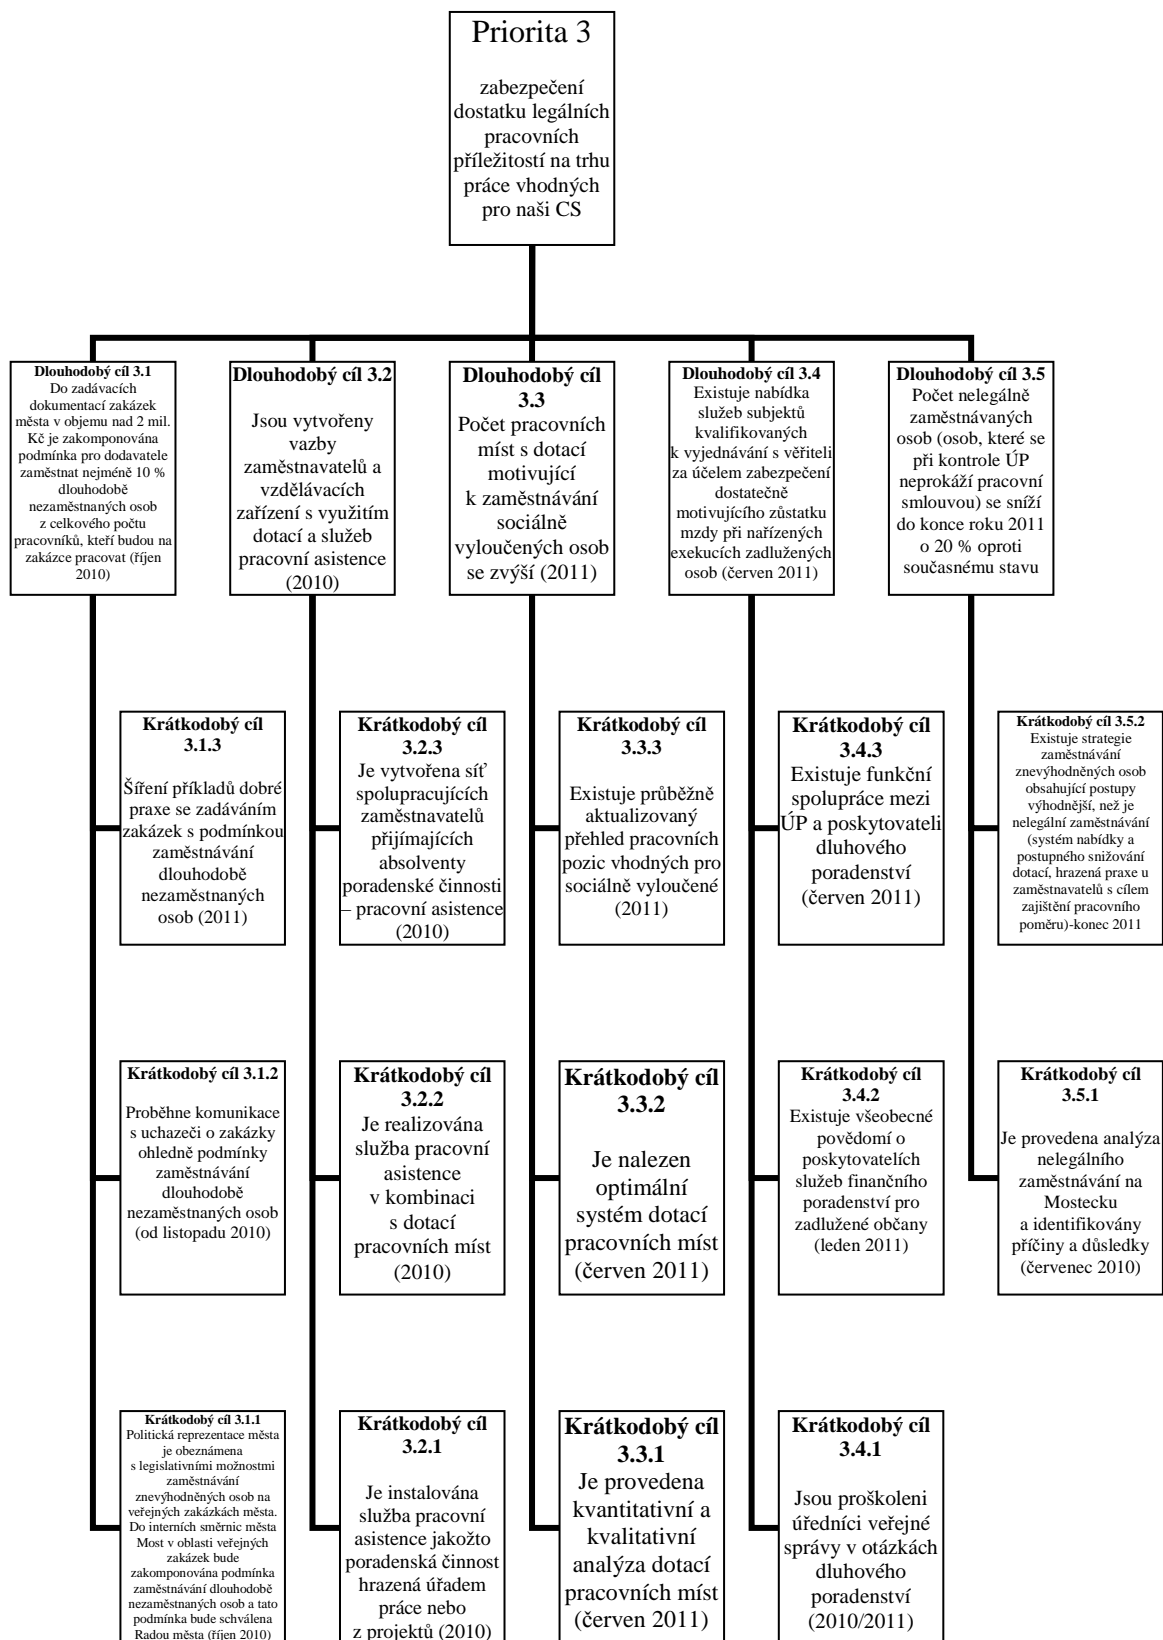 Priorita 3
zabezpečení
dostatku legálních
pracovních
příležitostí na trhu
práce vhodných
pro naši CS
Dlouhodobý cíl 3.1
Do zadávacích
dokumentací zakázek
města v objemu nad 2 mil.
Kč je zakomponována
podmínka pro dodavatele
zaměstnat nejméně 10 %
dlouhodobě
nezaměstnaných osob
z celkového počtu
pracovníků, kteří budou na
zakázce pracovat (říjen
2010)
Dlouhodobý cíl 3.2
Jsou vytvořeny
vazby
zaměstnavatelů a
vzdělávacích
zařízení s využitím
dotací a služeb
pracovní asistence
(2010)
Dlouhodobý cíl
3.3
Počet pracovních
míst s dotací
motivující
k zaměstnávání
sociálně
vyloučených osob
se zvýší (2011)
Dlouhodobý cíl 3.4
Existuje nabídka
služeb subjektů
kvalifikovaných
k vyjednávání s věřiteli
za účelem zabezpečení
dostatečně
motivujícího zůstatku
mzdy při nařízených
exekucích zadlužených
osob (červen 2011)
Dlouhodobý cíl 3.5
Počet nelegálně
zaměstnávaných
osob (osob, které se
při kontrole ÚP
neprokáží pracovní
smlouvou) se sníží
do konce roku 2011
o 20 % oproti
současnému stavu
Krátkodobý cíl
3.1.3
Šíření příkladů dobré
praxe se zadáváním
zakázek s podmínkou
zaměstnávání
dlouhodobě
nezaměstnaných
osob (2011)
Krátkodobý cíl
3.2.3
Je vytvořena síť
spolupracujících
zaměstnavatelů
přijímajících
absolventy
poradenské činnosti
– pracovní asistence
(2010)
Krátkodobý cíl
3.3.3
Existuje průběžně
aktualizovaný
přehled pracovních
pozic vhodných pro
sociálně vyloučené
(2011)
Krátkodobý cíl
3.4.3
Existuje funkční
spolupráce mezi
ÚP a poskytovateli
dluhového
poradenství
(červen 2011)
Krátkodobý cíl 3.5.2
Existuje strategie
zaměstnávání
znevýhodněných osob
obsahující postupy
výhodnější, než je
nelegální zaměstnávání
(systém nabídky a
postupného snižování
dotací, hrazená praxe u
zaměstnavatelů s cílem
zajištění pracovního
poměru)-konec 2011
Krátkodobý cíl 3.1.2
Proběhne komunikace
s uchazeči o zakázky
ohledně podmínky
zaměstnávání
dlouhodobě
nezaměstnaných osob
(od listopadu 2010)
Krátkodobý cíl
3.2.2
Je realizována
služba pracovní
asistence
v kombinaci
s dotací
pracovních míst
(2010)
Krátkodobý cíl
3.3.2
Je nalezen
optimální
systém dotací
pracovních míst
(červen 2011)
Krátkodobý cíl
3.4.2
Existuje všeobecné
povědomí o
poskytovatelích
služeb finančního
poradenství pro
zadlužené občany
(leden 2011)
Krátkodobý cíl
3.5.1
Je provedena analýza
nelegálního
zaměstnávání na
Mostecku
a identifikovány
příčiny a důsledky
(červenec 2010)
Krátkodobý cíl 3.1.1
Politická reprezentace města
je obeznámena
s legislativními možnostmi
zaměstnávání
znevýhodněných osob na
veřejných zakázkách města.
Do interních směrnic města
Most v oblasti veřejných
zakázek bude
zakomponována podmínka
zaměstnávání dlouhodobě
nezaměstnaných osob a tato
podmínka bude schválena
Radou města (říjen 2010)
Krátkodobý cíl
3.2.1
Je instalována
služba pracovní
asistence jakožto
poradenská činnost
hrazená úřadem
práce nebo
z projektů (2010)
Krátkodobý cíl
3.3.1
Je provedena
kvantitativní a
kvalitativní
analýza dotací
pracovních míst
(červen 2011)
Krátkodobý cíl
3.4.1
Jsou proškoleni
úředníci veřejné
správy v otázkách
dluhového
poradenství
(2010/2011)